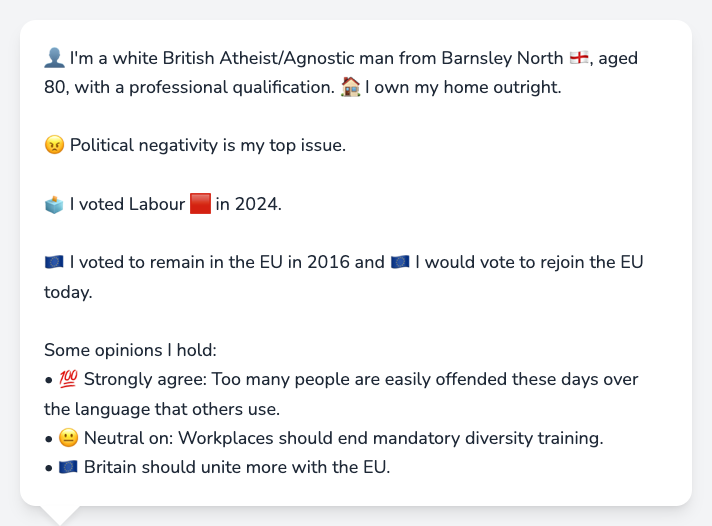 👤 I'm a white British Atheist/Agnostic man from Barnsley North 🏴󠁧󠁢󠁥󠁮󠁧󠁿, aged
80, with a professional qualification. 🏠 I own my home outright.
😠 Political negativity is my top issue.
🗳️ I voted Labour 🟥 in 2024.
🇪🇺 I voted to remain in the EU in 2016 and 🇪🇺 I would vote to rejoin the EU
today.
Some opinions I hold:
• 💯 Strongly agree: Too many people are easily offended these days over
the language that others use.
• 😐 Neutral on: Workplaces should end mandatory diversity training.
• 🇪🇺 Britain should unite more with the EU.